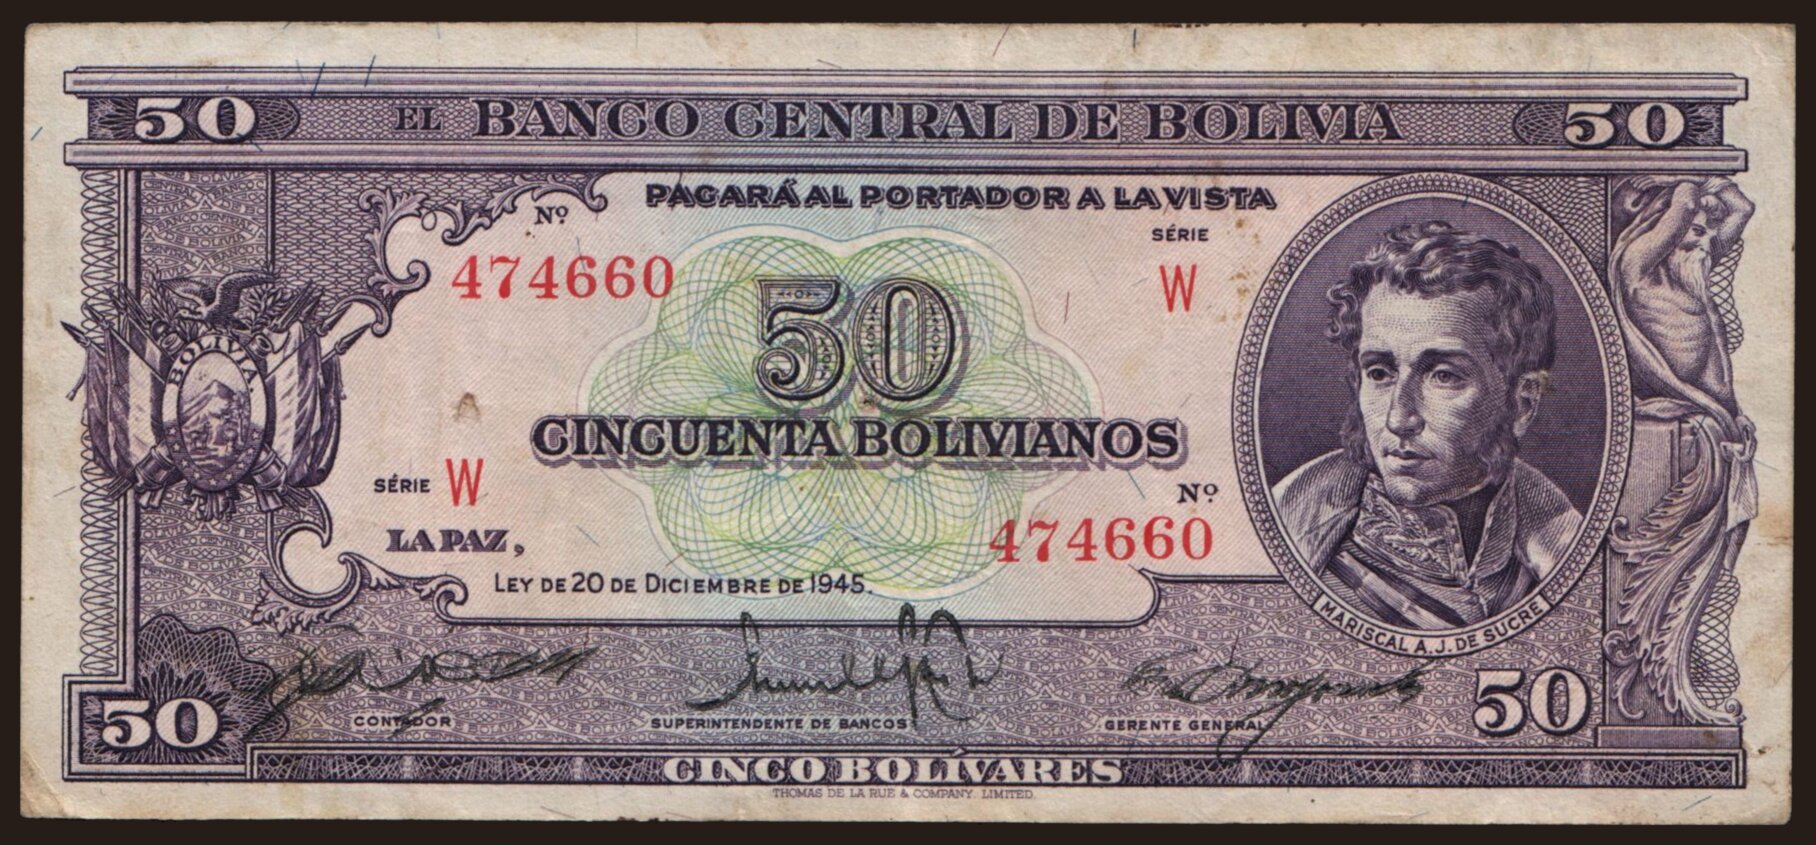 50 EL BANCO CENTRAL DE BOLIVIA 50
PAGARÁ AL PORTADOR A LA VISTA
Nº
SÉRIE
474660
W
50
BOLIVIA
A
CINCUENTA BOLIVIANOS
SÉRIE W
Nº
474660
LA PAZ,
LEY DE 20 DE DICIEMBRE DE 1945.
MARISCAL A.J. DE SUCRE
50
CONTADOR
SUPERINTENDENTE DE BANCOS
GERENTE GENERAL
50
CINCO BOLÍVARES
THOMAS DE LA RUE & COMPANY. LIMITED.